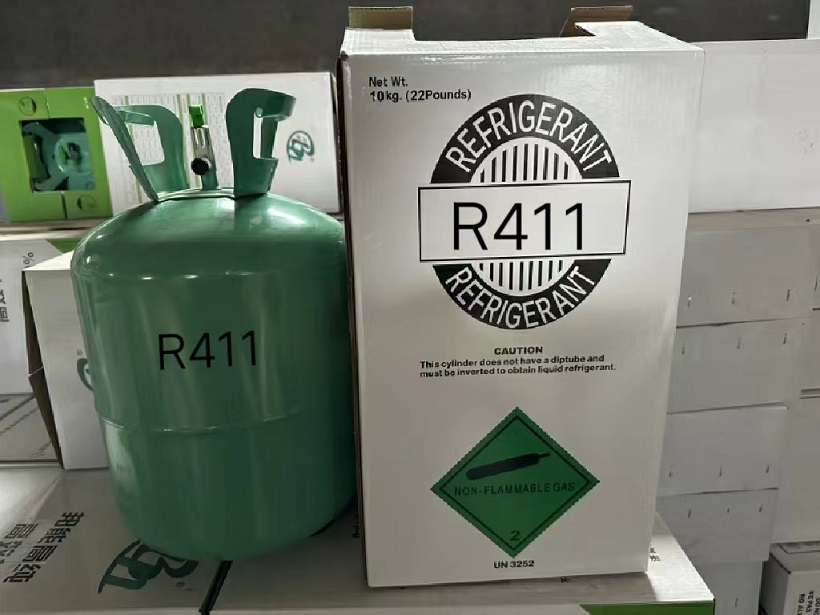 R411
Net Wt.
10kg. (22Pounds)
REFRIGERANT
R411
REFRIGERANT
CAUTION
This cylinder does not have a diptube and
must be inverted to obtain liquid refrigerant.
NON-FLAMMABLE GAS
2
UN 3252